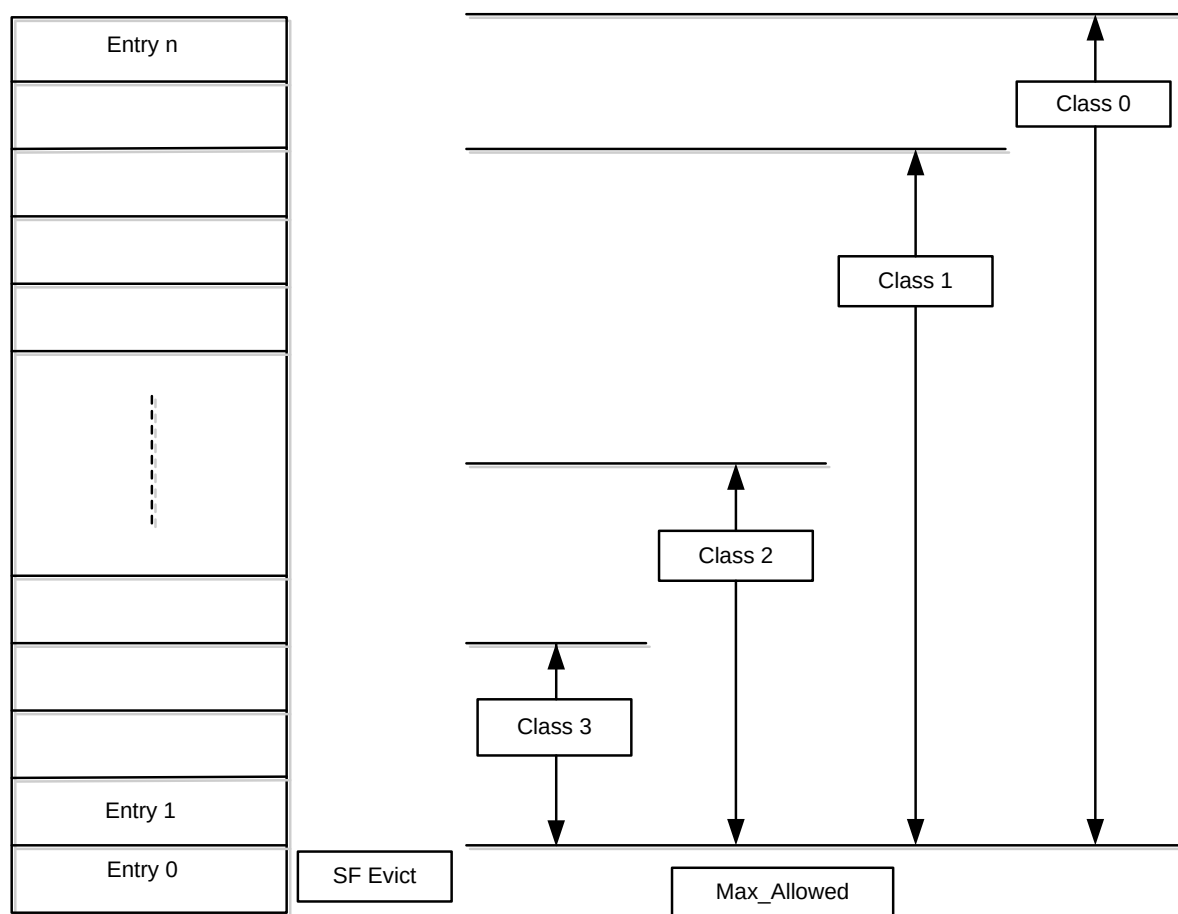 Entry n
Class 0
Class 1
Class 2
Class 3
Entry 1
Entry 0
SF Evict
Max_Allowed